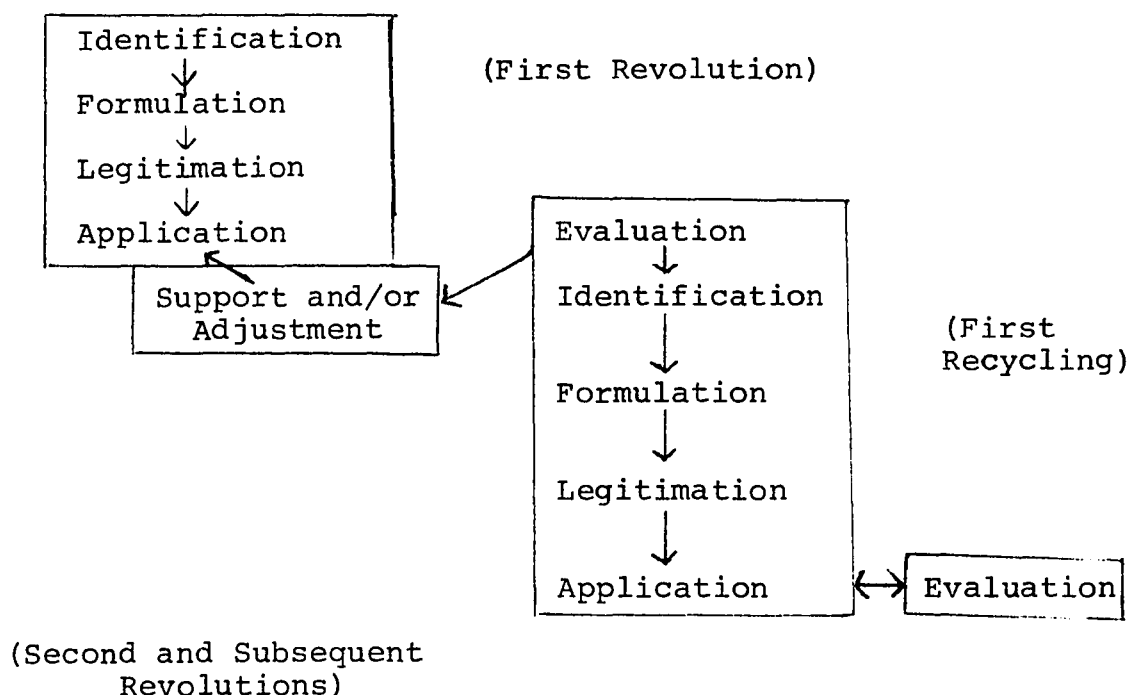 Identification
(First Revolution)
Formulation
Legitimation
Application
Support and/or
Adjustment
Evaluation
Identification
(First
Recycling)
Formulation
Legitimation
Application
Evaluation
(Second and Subsequent
Revolutions)